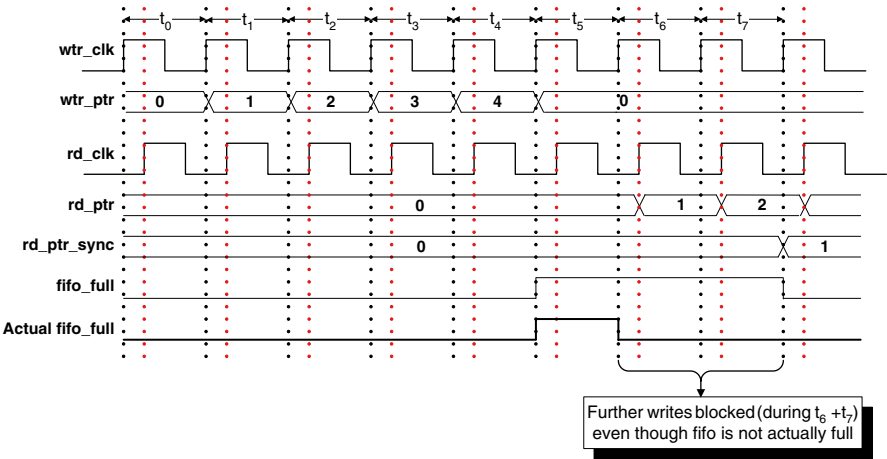 t0 t1 t2 t3 t4 t5 t6 t7
wtr_clk
wtr_ptr 0 1 2 3 4 0
rd_clk
rd_ptr 0 1 2
rd_ptr_sync 0 1
fifo_full
Actual fifo_full
Further writes blocked (during t6 +t7)
even though fifo is not actually full